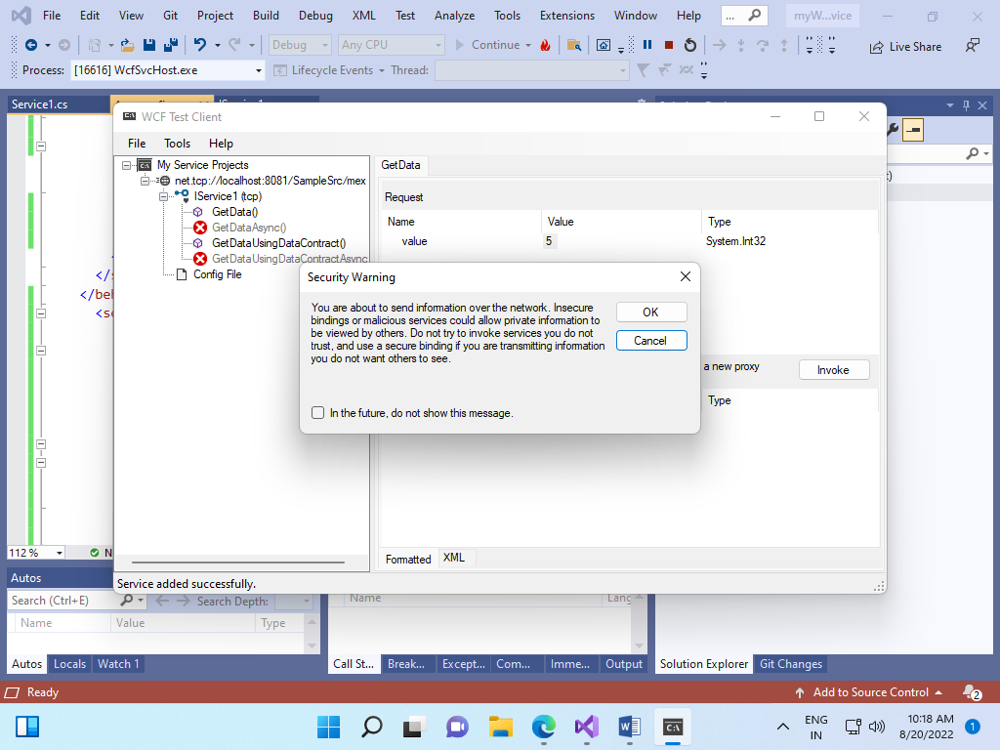 File Edit View Git Project Build Debug XML Test Analyze Tools Extensions Window Help ... myW...vice
Debug Any CPU Continue Live Share
Process: [16616] WcfSvcHost.exe Lifecycle Events Thread:
Service1.cs
WCF Test Client
File Tools Help
My Service Projects
net.tcp://localhost:8081/SampleSrc/mex
IService1 (tcp)
GetData()
GetDataAsync()
GetDataUsingDataContract()
GetDataUsingDataContractAsync
Config File
GetData
Request
Name Value Type
value 5 System.Int32
a new proxy Invoke
Type
Formatted XML
Service added successfully.
Security Warning
You are about to send information over the network. Insecure
bindings or malicious services could allow private information to
be viewed by others. Do not try to invoke services you do not
trust, and use a secure binding if you are transmitting information
you do not want others to see.
OK
Cancel
In the future, do not show this message.
</s
</beh
<se
112 % N
Autos
Search (Ctrl+E) Search Depth:
Name Value Type
Name Lang
Autos Locals Watch 1
Call St... Break... Except... Com... Imme... Output
Solution Explorer Git Changes
Ready Add to Source Control 2
ENG
IN
10:18 AM
8/20/2022
1